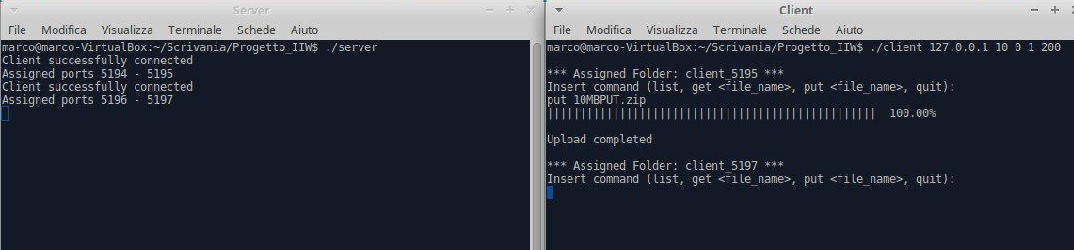 Server
File Modifica Visualizza Terminale Schede Aiuto
marco@marco-VirtualBox:~/Scrivania/Progetto_IIW$ ./server
Client successfully connected
Assigned ports 5194 - 5195
Client successfully connected
Assigned ports 5196 - 5197
Client
File Modifica Visualizza Terminale Schede Aiuto
marco@marco-VirtualBox:~/Scrivania/Progetto_IIW$ ./client 127.0.0.1 10 0 1 200
*** Assigned Folder: client_5195 ***
Insert command (list, get <file_name>, put <file_name>, quit):
put 10MBPUT.zip
||||||||||||||||||||||||||||||||||||||||||||||||||  100.00%
Upload completed
*** Assigned Folder: client_5197 ***
Insert command (list, get <file_name>, put <file_name>, quit):